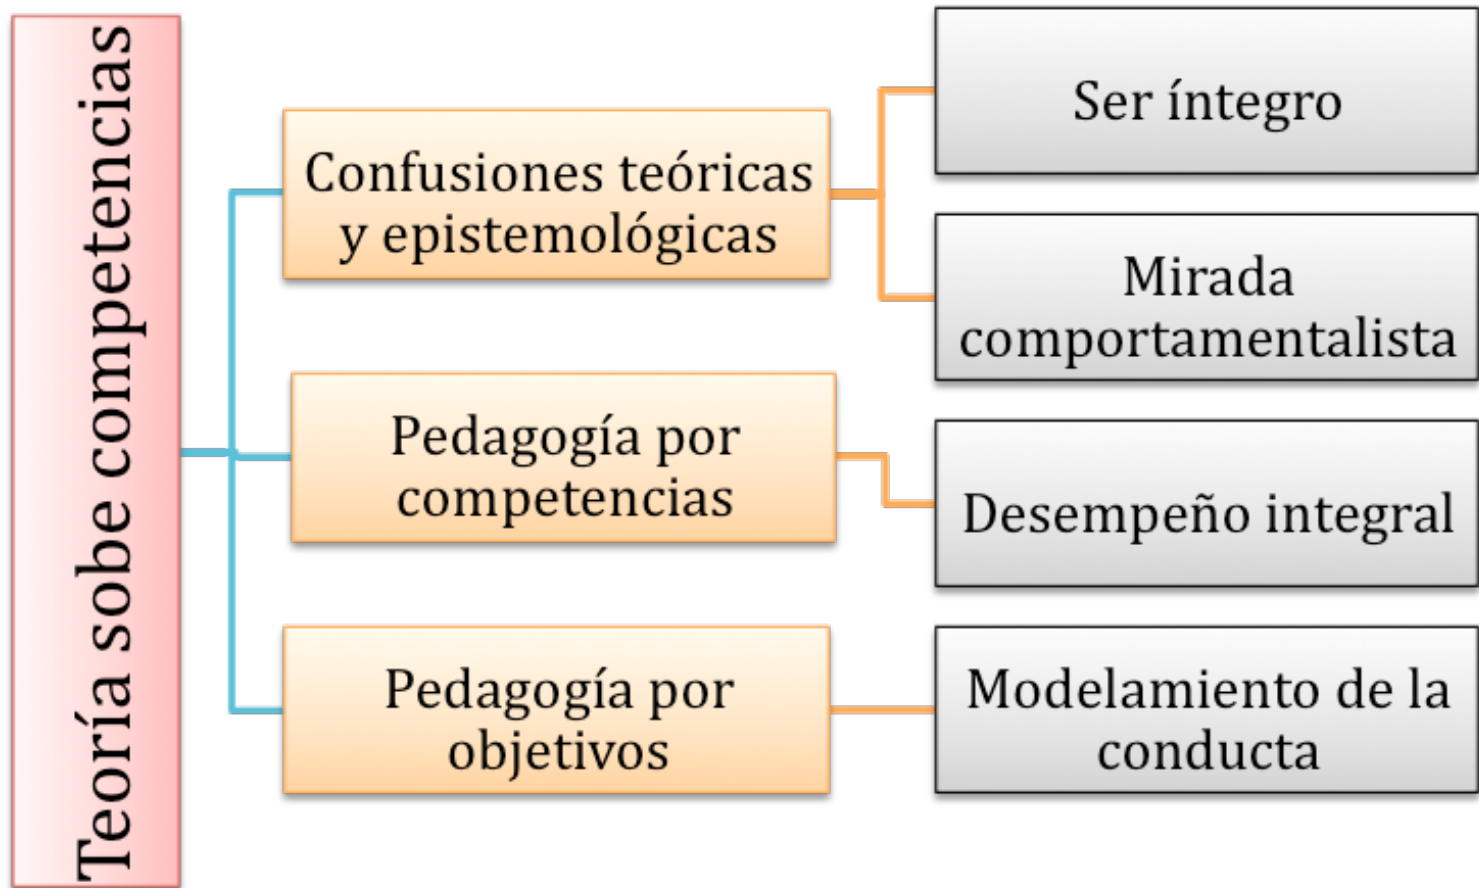 Teoría sobe competencias
Confusiones teóricas
y epistemológicas
Ser íntegro
Mirada
comportamentalista
Pedagogía por
competencias
Desempeño integral
Pedagogía por
objetivos
Modelamiento de la
conducta